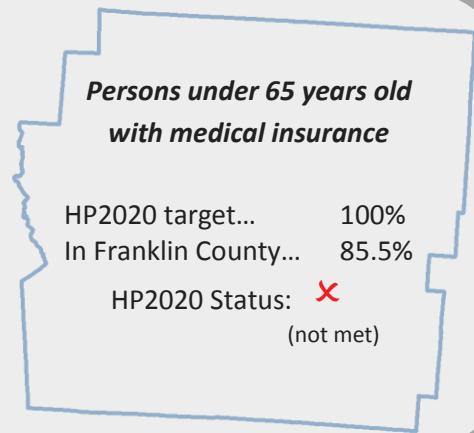 Persons under 65 years old
with medical insurance
HP2020 target... 100%
In Franklin County... 85.5%
HP2020 Status: ✗
(not met)